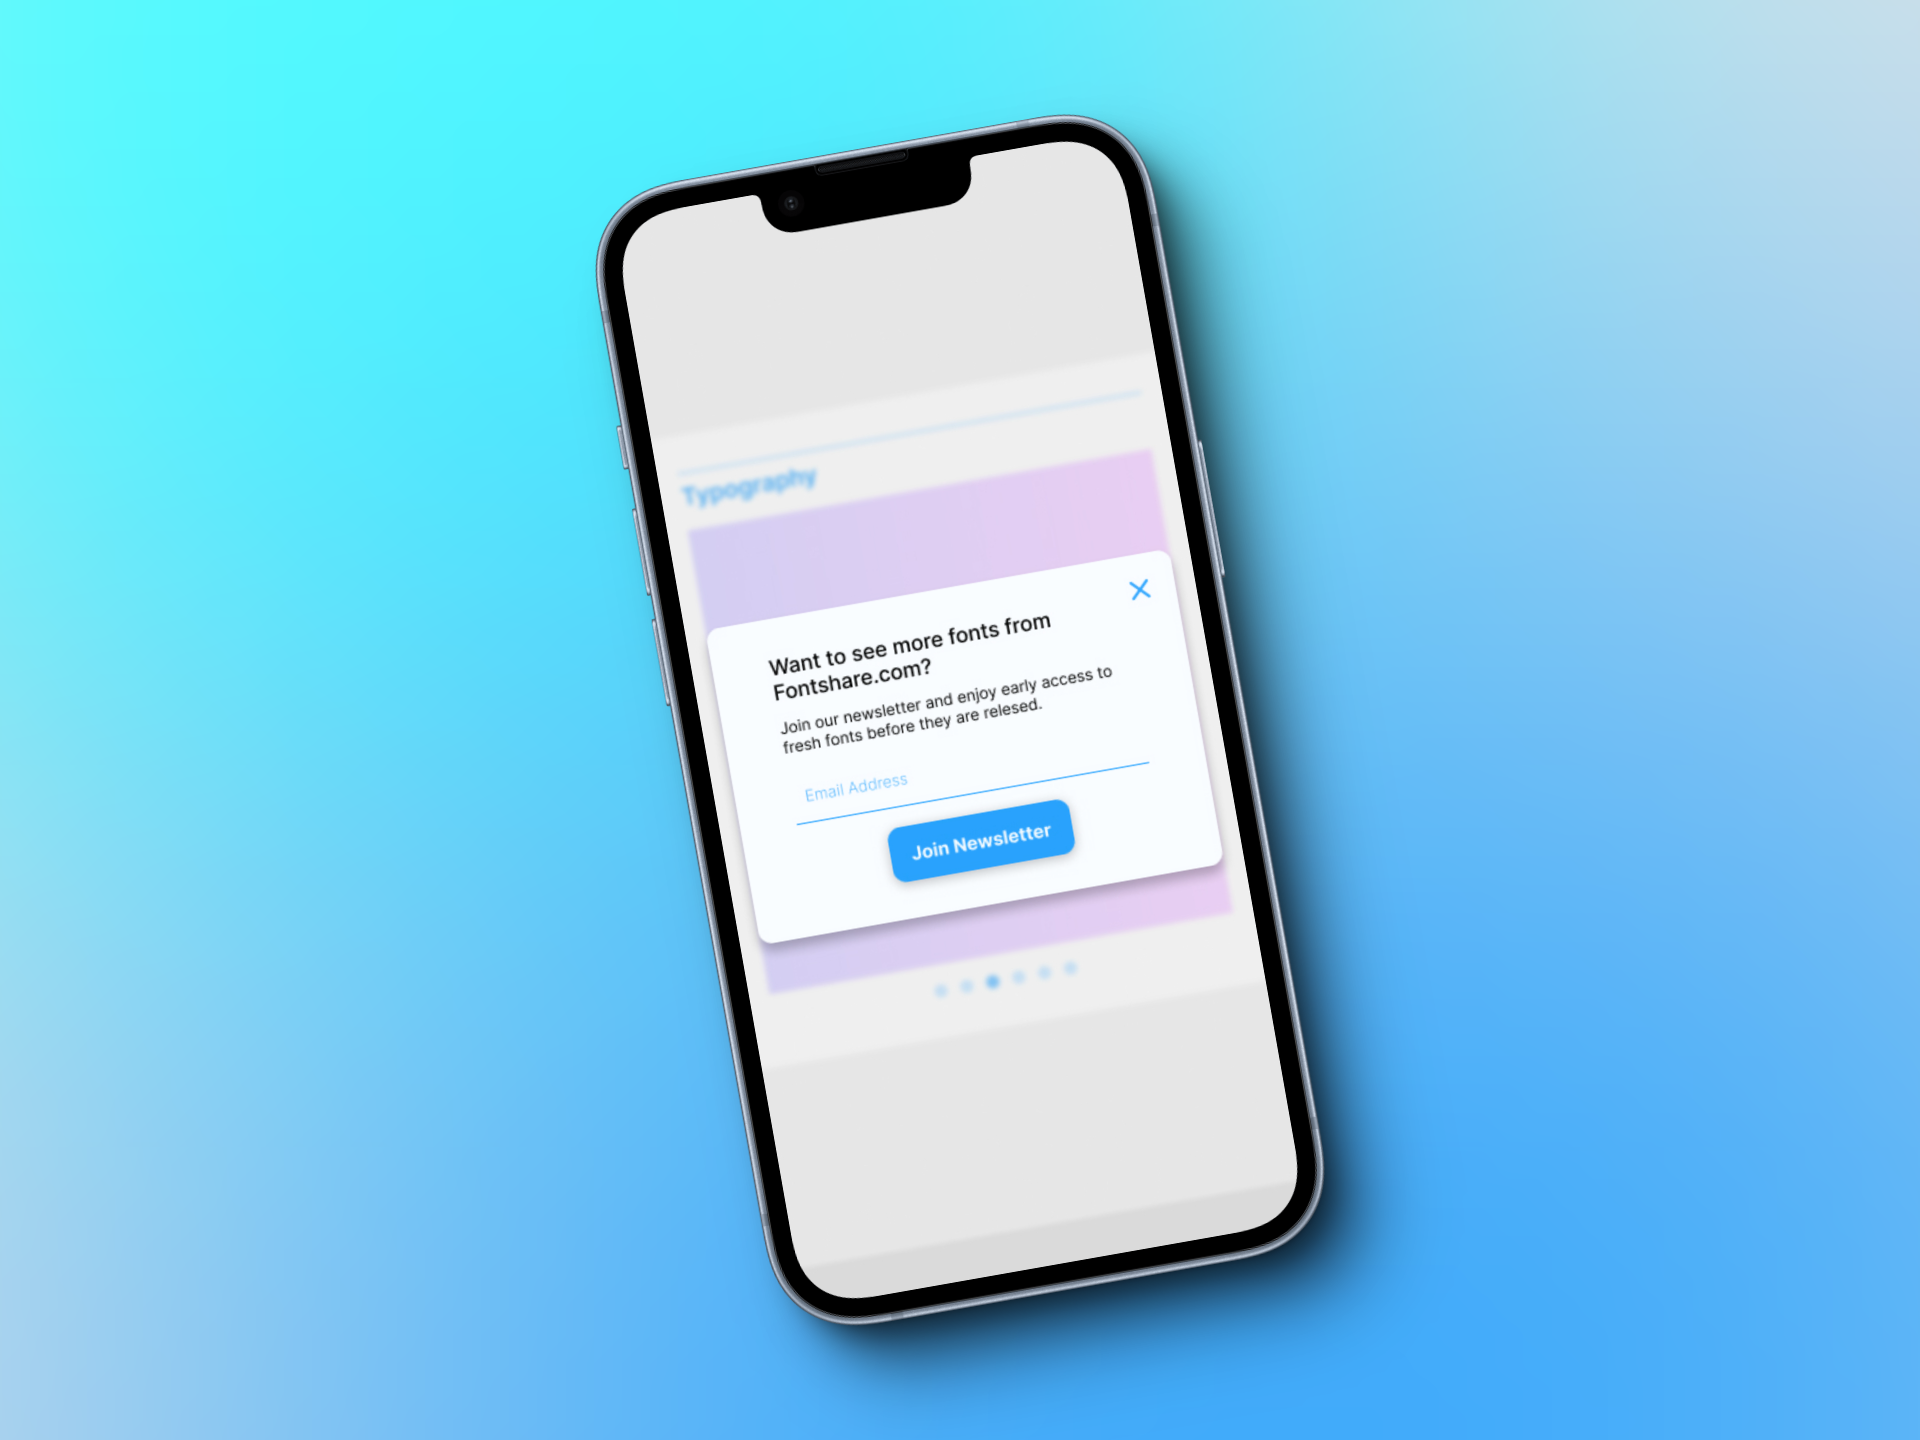 Typography
Want to see more fonts from
Fontshare.com?
Join our newsletter and enjoy early access to
fresh fonts before they are relesed.
Email Address
Join Newsletter